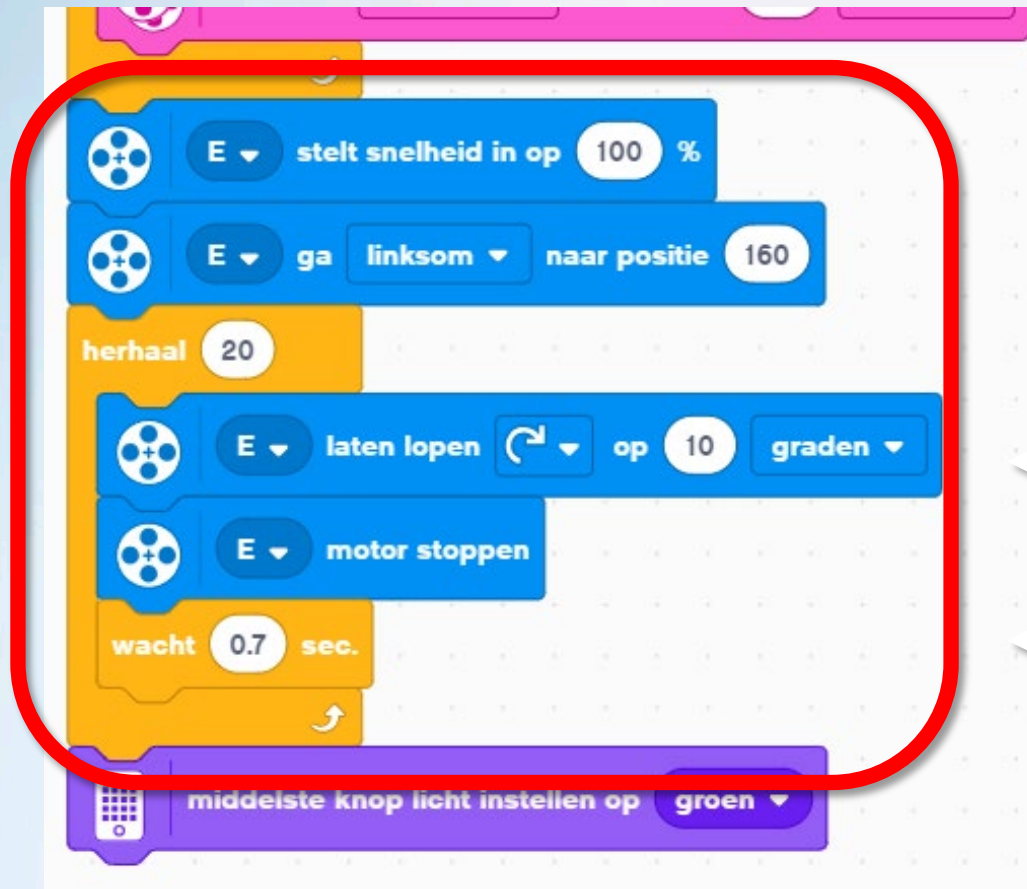 E stelt snelheid in op 100 %
E ga linksom naar positie 160
herhaal 20
E laten lopen op 10 graden
E motor stoppen
wacht 0.7 sec.
middelste knop licht instellen op groen